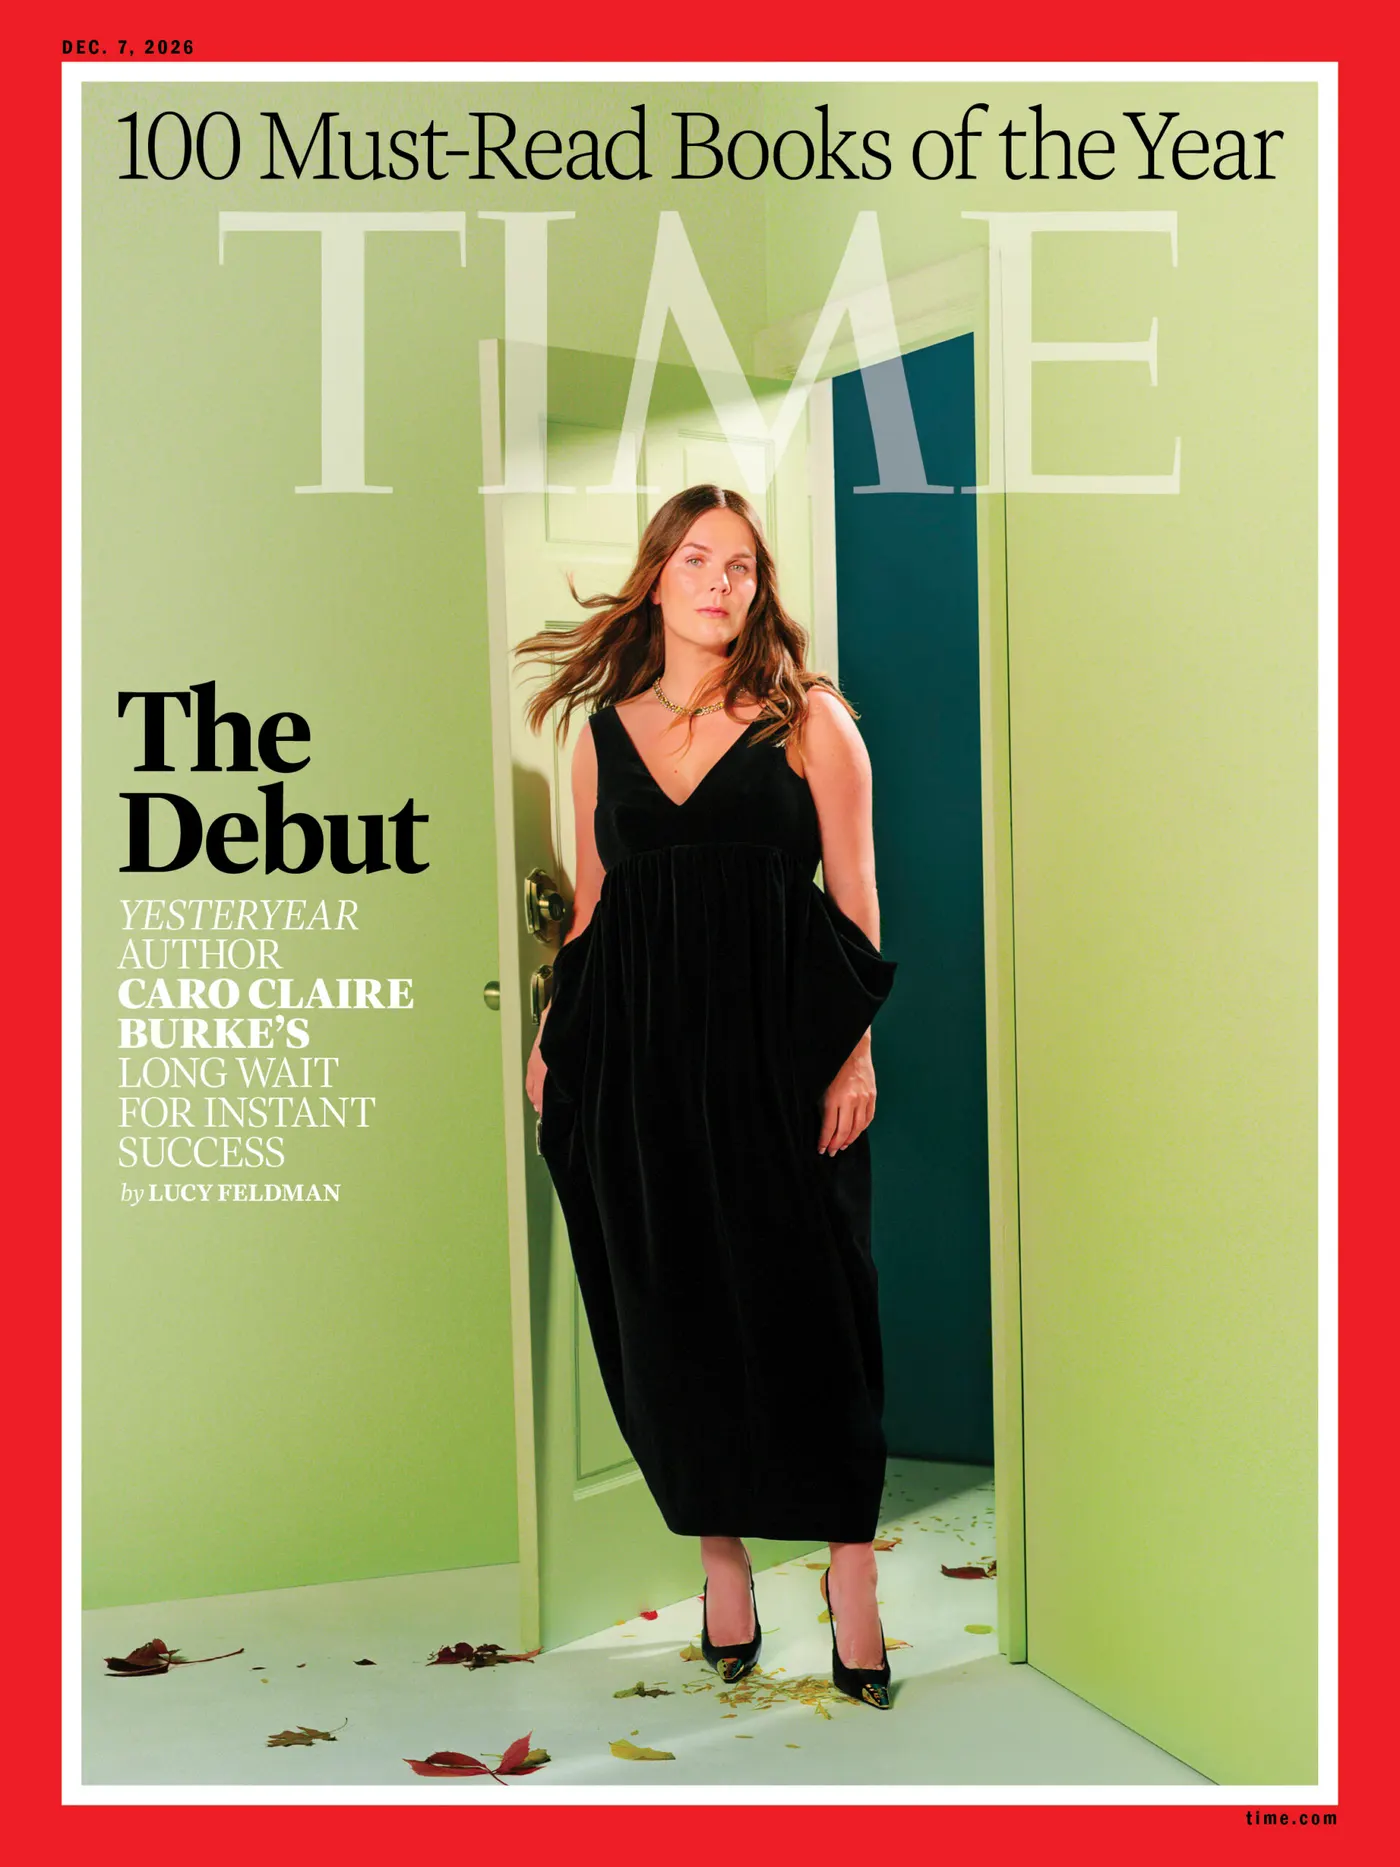 DEC. 7, 2026
100 Must-Read Books of the Year
TIME
The
Debut
YESTERYEAR
AUTHOR
CARO CLAIRE
BURKE’S
LONG WAIT
FOR INSTANT
SUCCESS
by LUCY FELDMAN
time.com